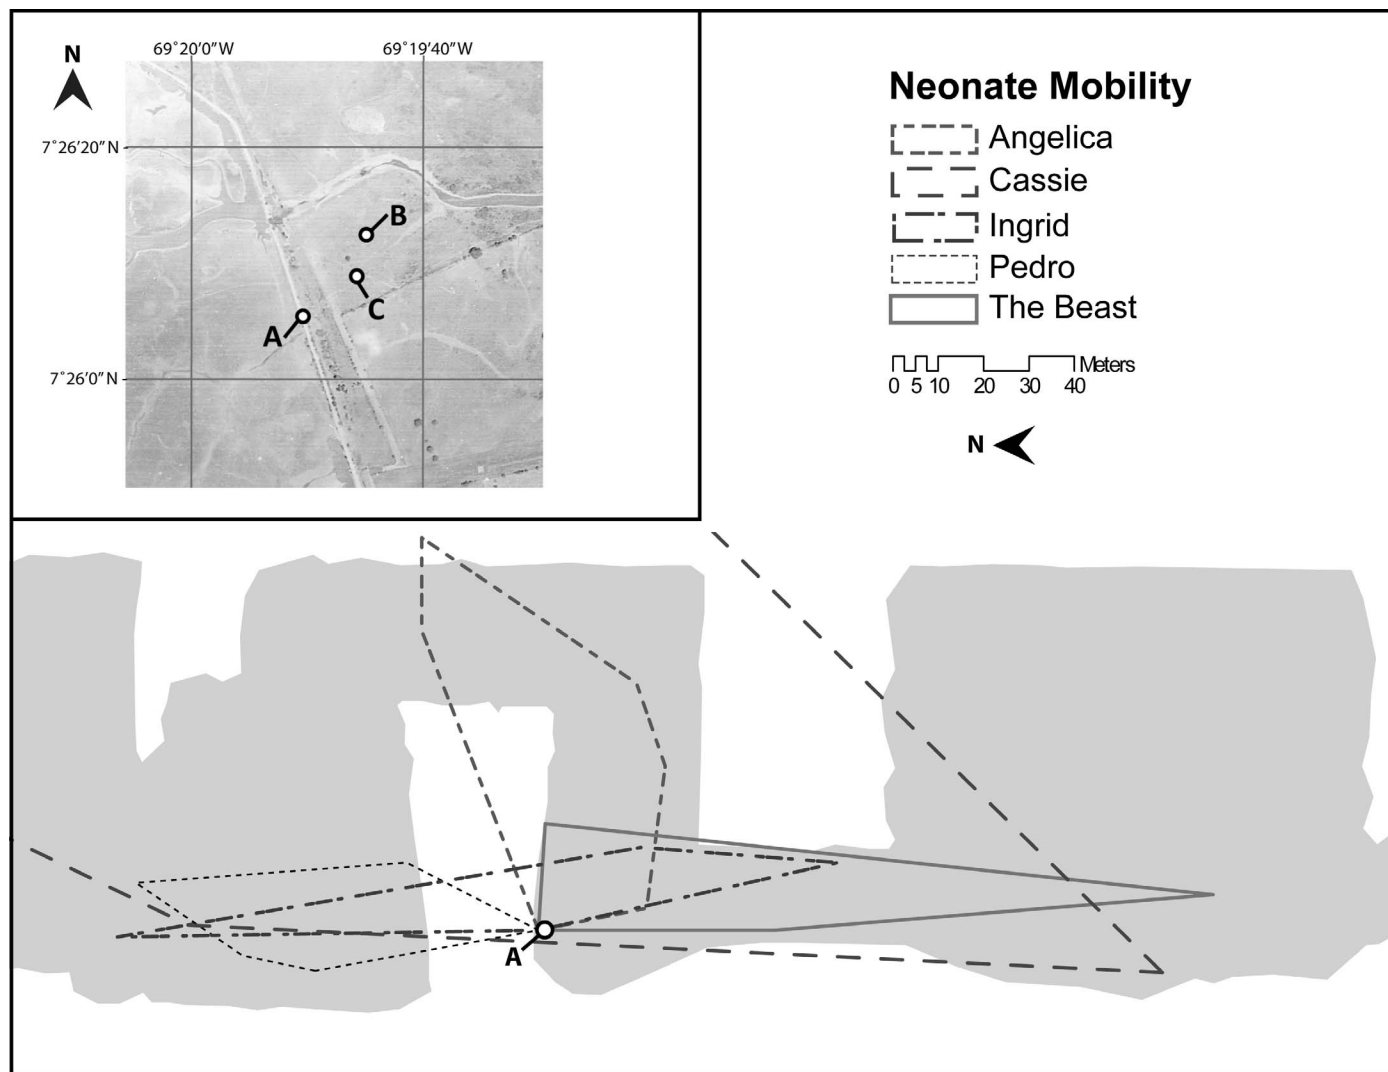 N
69°20'0"W
69°19'40"W
7°26'20"N
B
C
A
7°26'0"N
Neonate Mobility
Angelica
Cassie
Ingrid
Pedro
The Beast
Meters
0 5 10 20 30 40
N
A